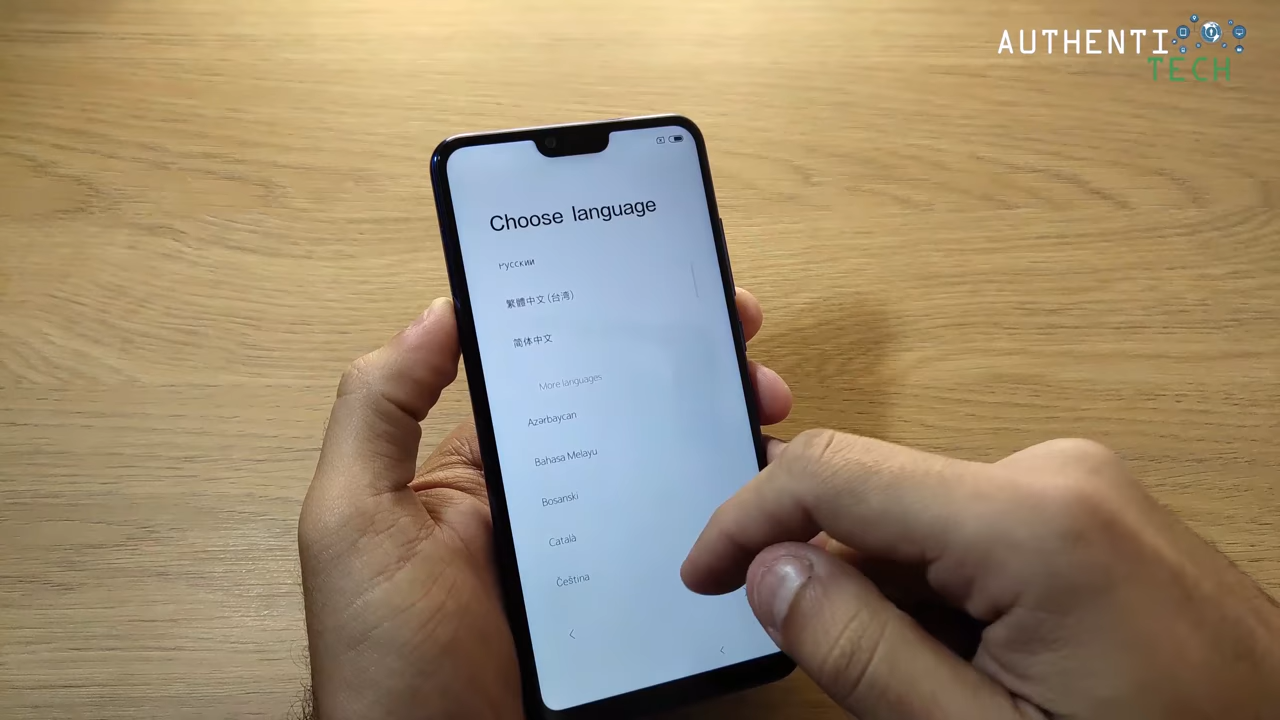 AUTHENTI
TECH
Choose language
Русский
繁體中文 (台湾)
简体中文
More languages
Azərbaycan
Bahasa Melayu
Bosanski
Català
Čeština